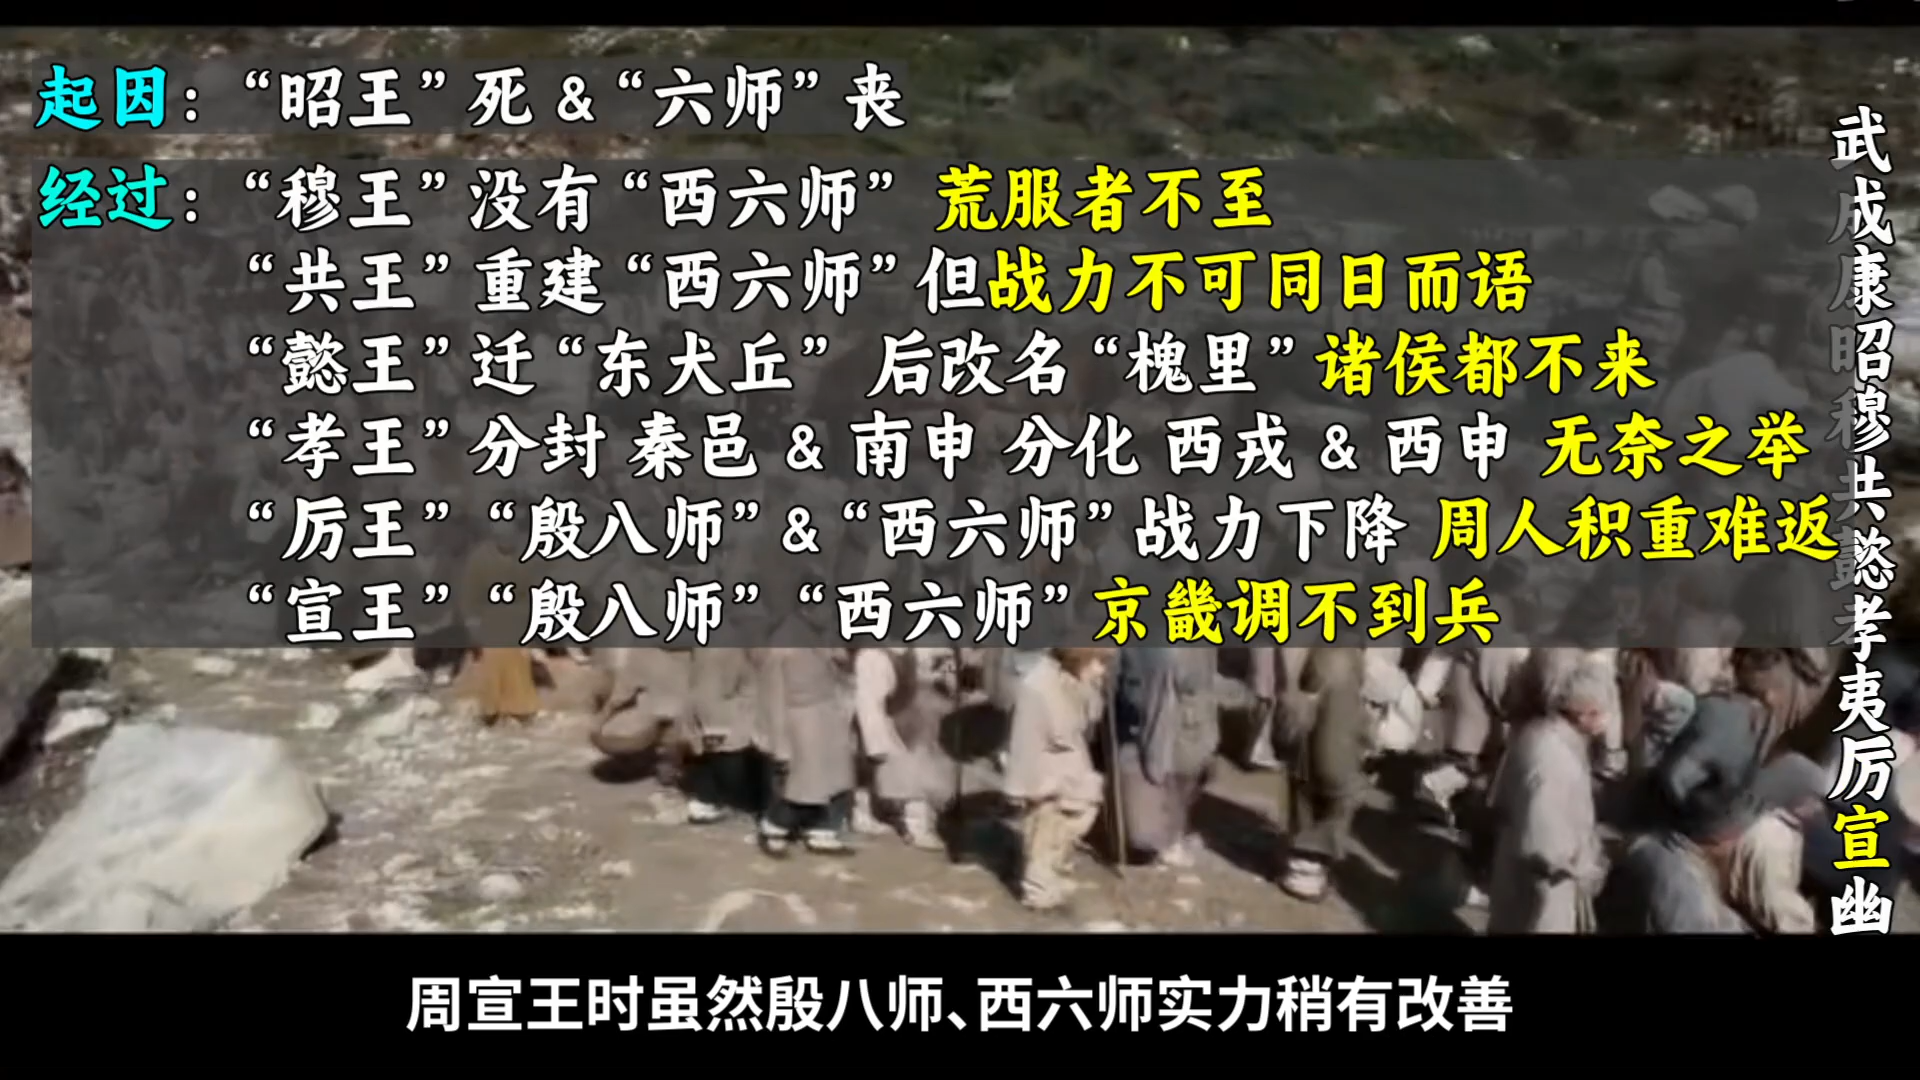 起因：“昭王”死 &“六师”丧
经过：“穆王”没有“西六师” 荒服者不至
“共王”重建“西六师”但战力不可同日而语
“懿王”迁“东犬丘” 后改名“槐里”诸侯都不来
“孝王”分封 秦邑 & 南申 分化 西戎 & 西申 无奈之举
“厉王”“殷八师”&“西六师”战力下降 周人积重难返
“宣王”“殷八师”“西六师”京畿调不到兵
武成康昭穆共懿孝夷厉宣幽
周宣王时虽然殷八师、西六师实力稍有改善